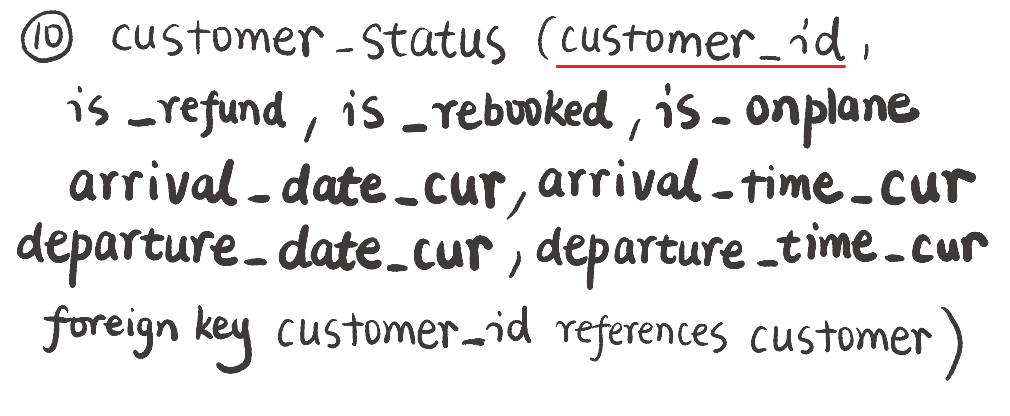 ⑩ customer_status (customer_id,
is_refund, is_rebooked, is_onplane
arrival_date_cur, arrival_time_cur
departure_date_cur, departure_time_cur
foreign key customer_id references customer)